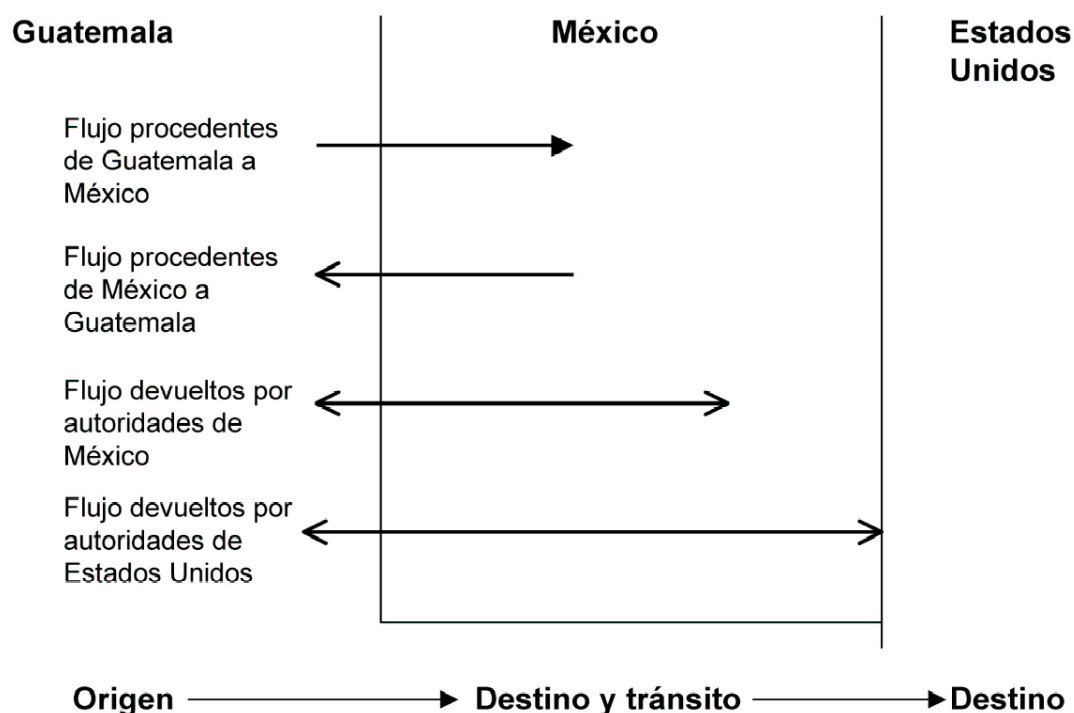 Guatemala
México
Estados
Unidos
Flujo procedentes
de Guatemala a
México
Flujo procedentes
de México a
Guatemala
Flujo devueltos por
autoridades de
México
Flujo devueltos por
autoridades de
Estados Unidos
Origen
Destino y tránsito
Destino